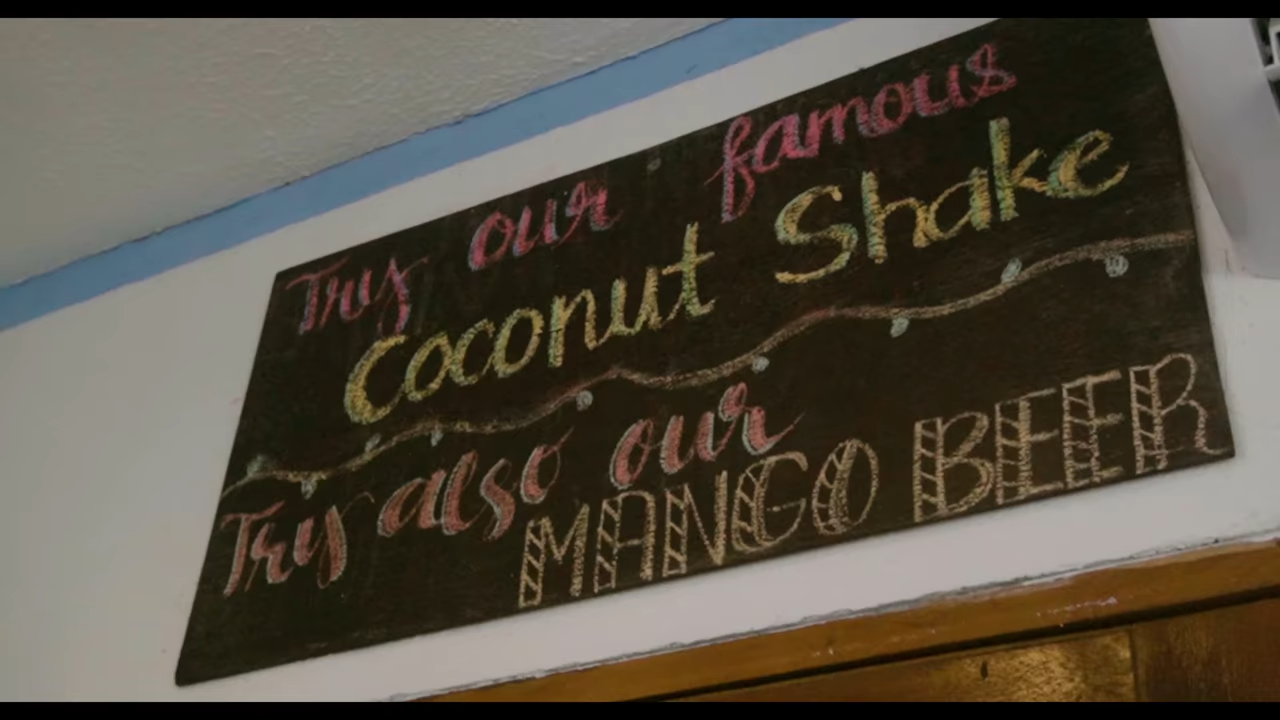 Try our famous
Coconut Shake
Try also our
MANGO BEER